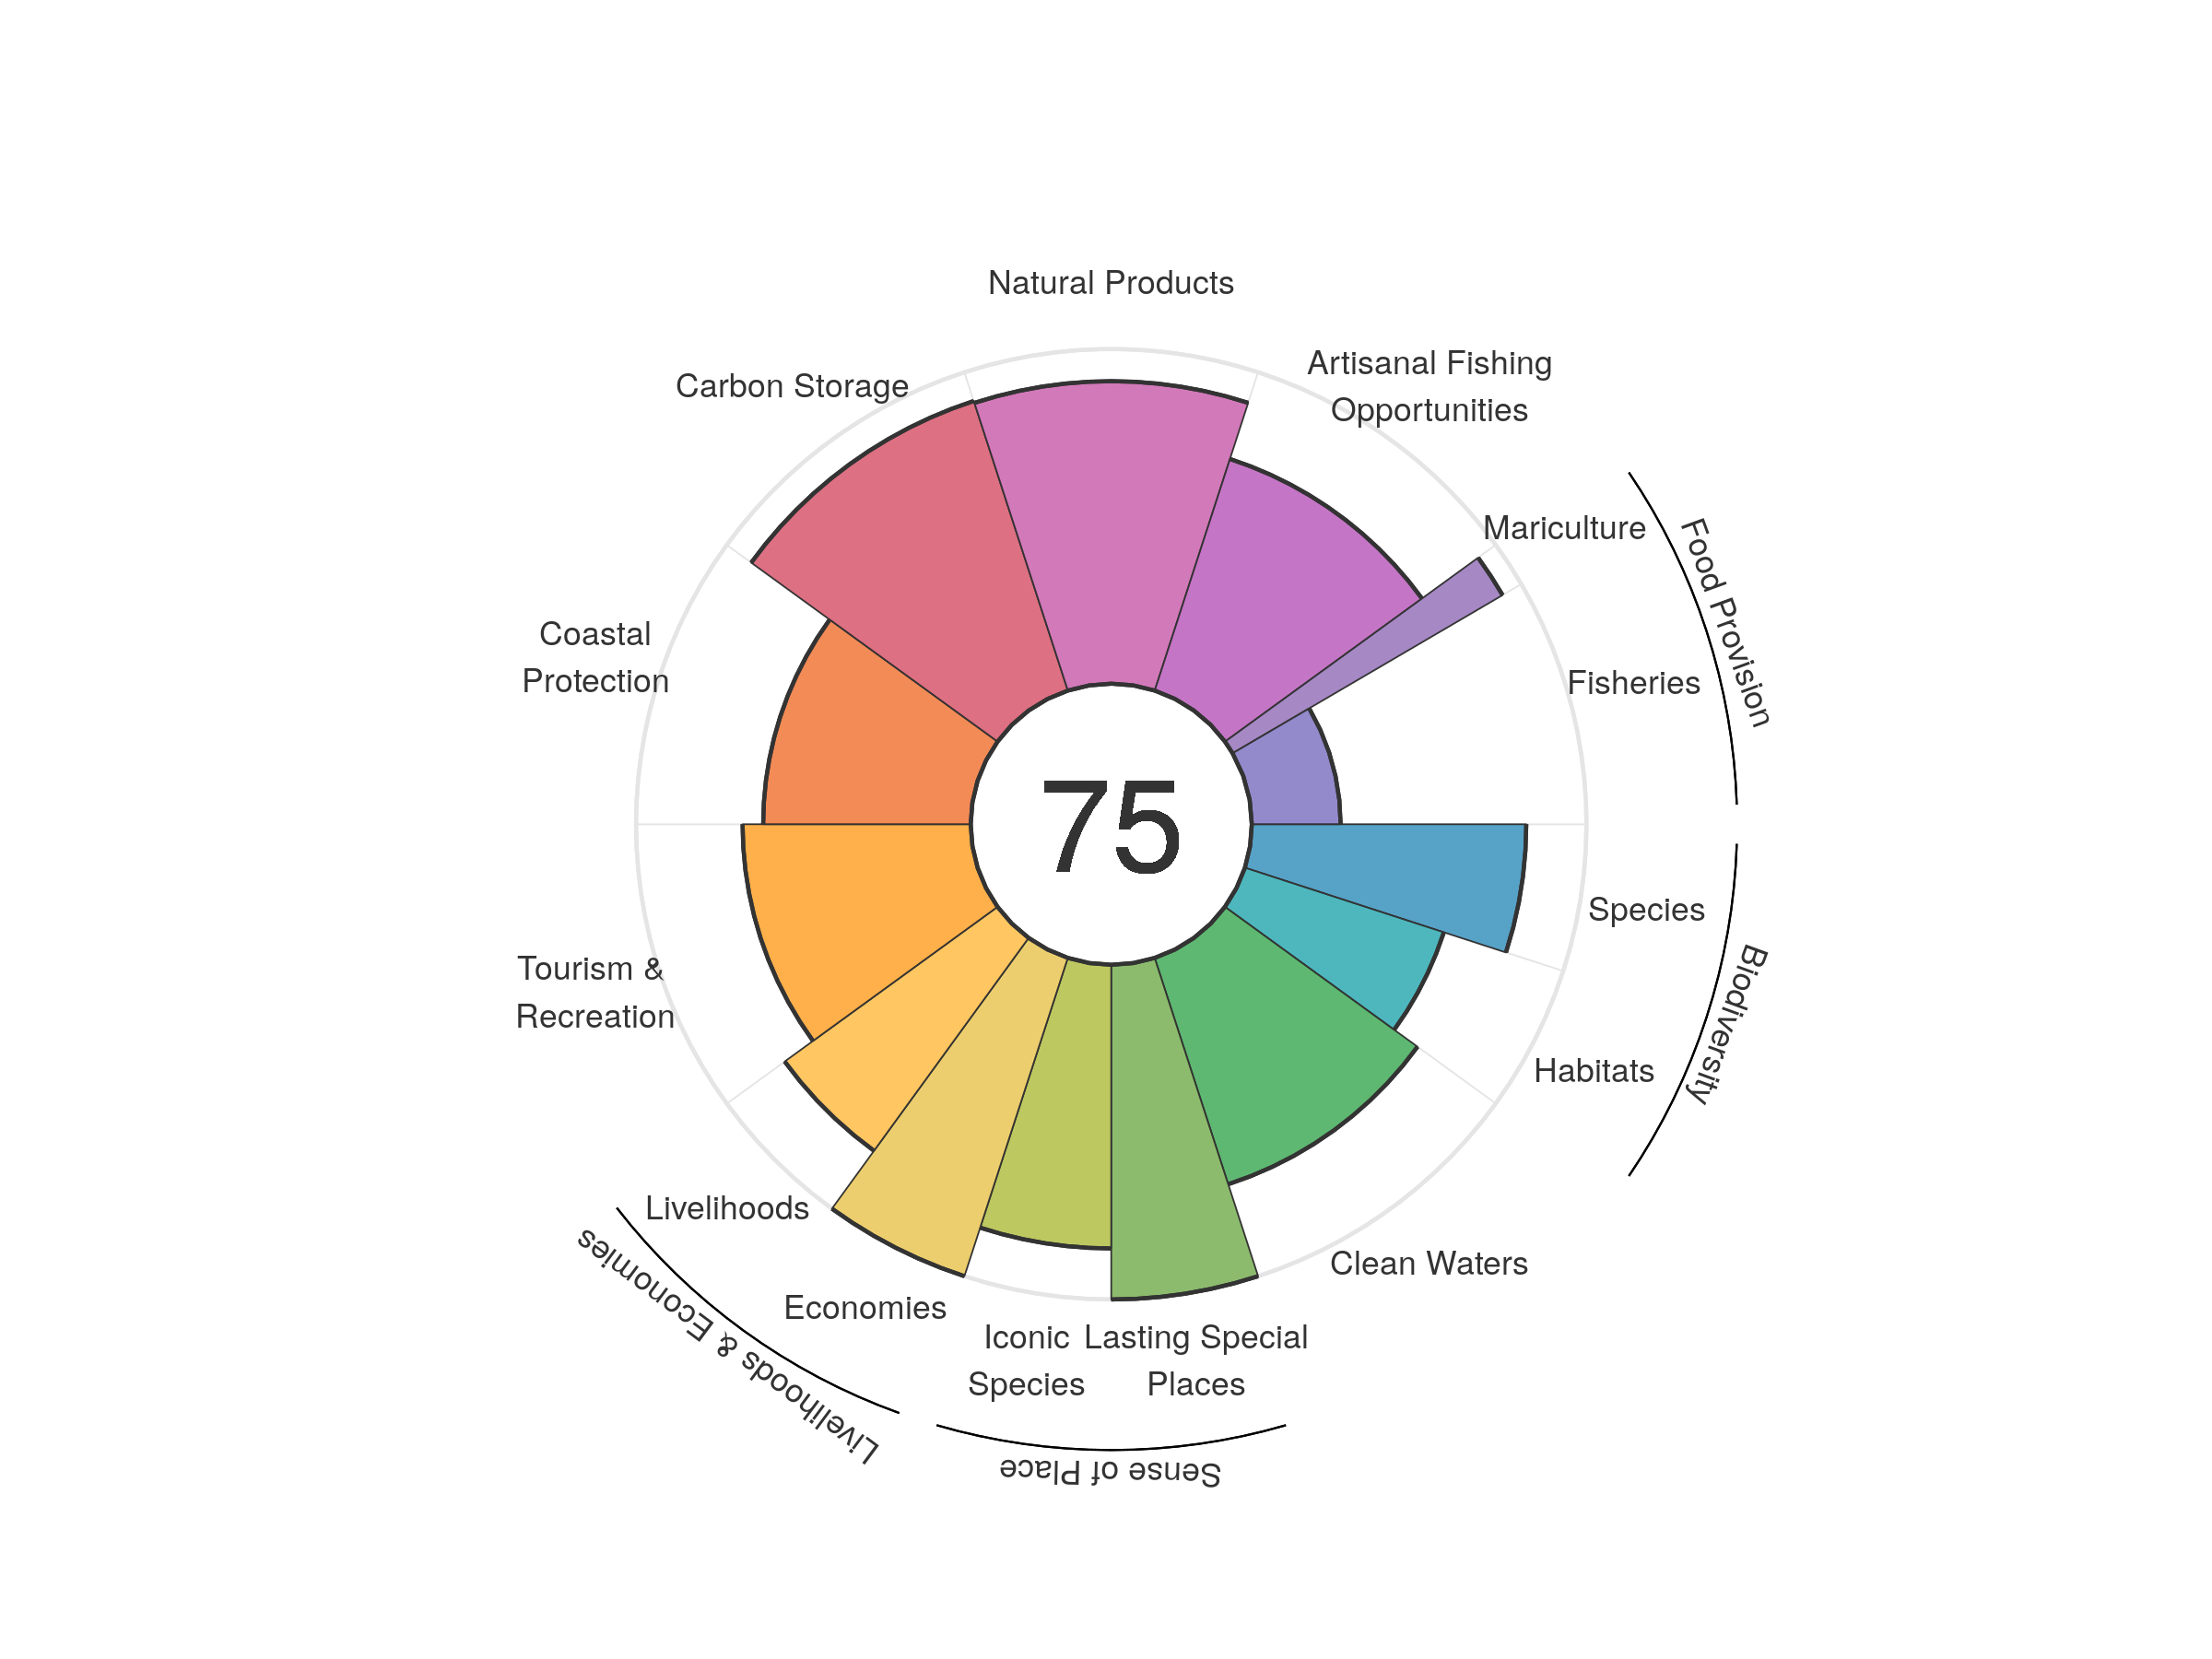 Natural Products
Artisanal Fishing
Opportunities
Carbon Storage
Mariculture
Food Provision
Fisheries
Coastal
Protection
75
Species
Biodiversity
Habitats
Tourism &
Recreation
Livelihoods
Clean Waters
Economies
Livelihoods & Economies
Iconic
Species
Lasting Special
Places
Sense of Place